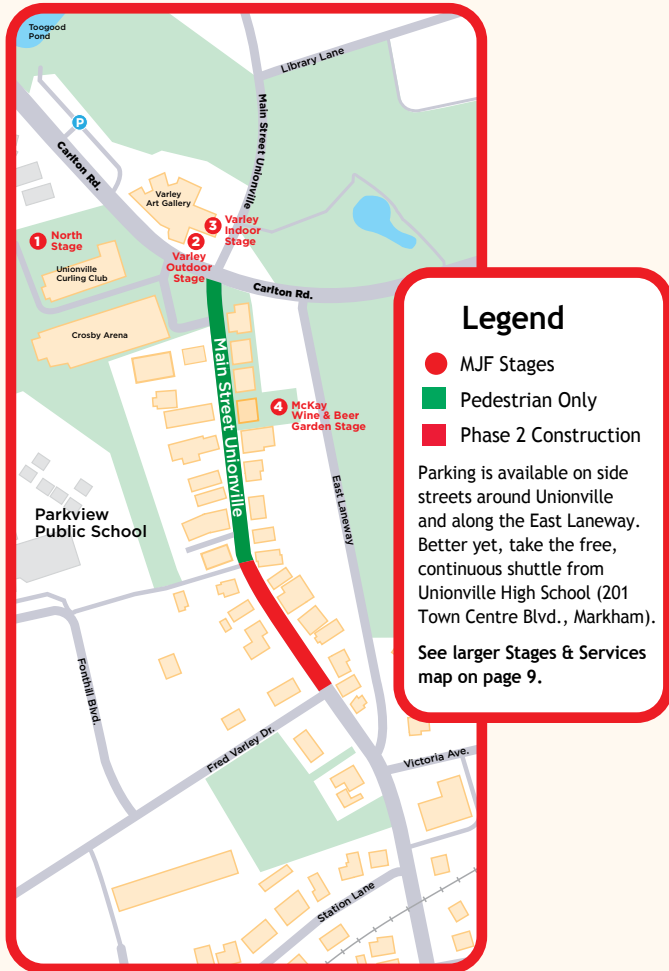 Toogood
Pond
Library Lane
Main Street Unionville
P
Carlton Rd.
Varley
Art Gallery
3 Varley
Indoor
Stage
1 North
Stage
2
Varley
Outdoor
Stage
Unionville
Curling Club
Carlton Rd.
Crosby Arena
Main Street Unionville
4 McKay
Wine & Beer
Garden Stage
East Laneway
Parkview
Public School
Fonthill Blvd.
Fred Varley Dr.
Victoria Ave.
Station Lane
Legend
MJF Stages
Pedestrian Only
Phase 2 Construction
Parking is available on side
streets around Unionville
and along the East Laneway.
Better yet, take the free,
continuous shuttle from
Unionville High School (201
Town Centre Blvd., Markham).
See larger Stages & Services
map on page 9.